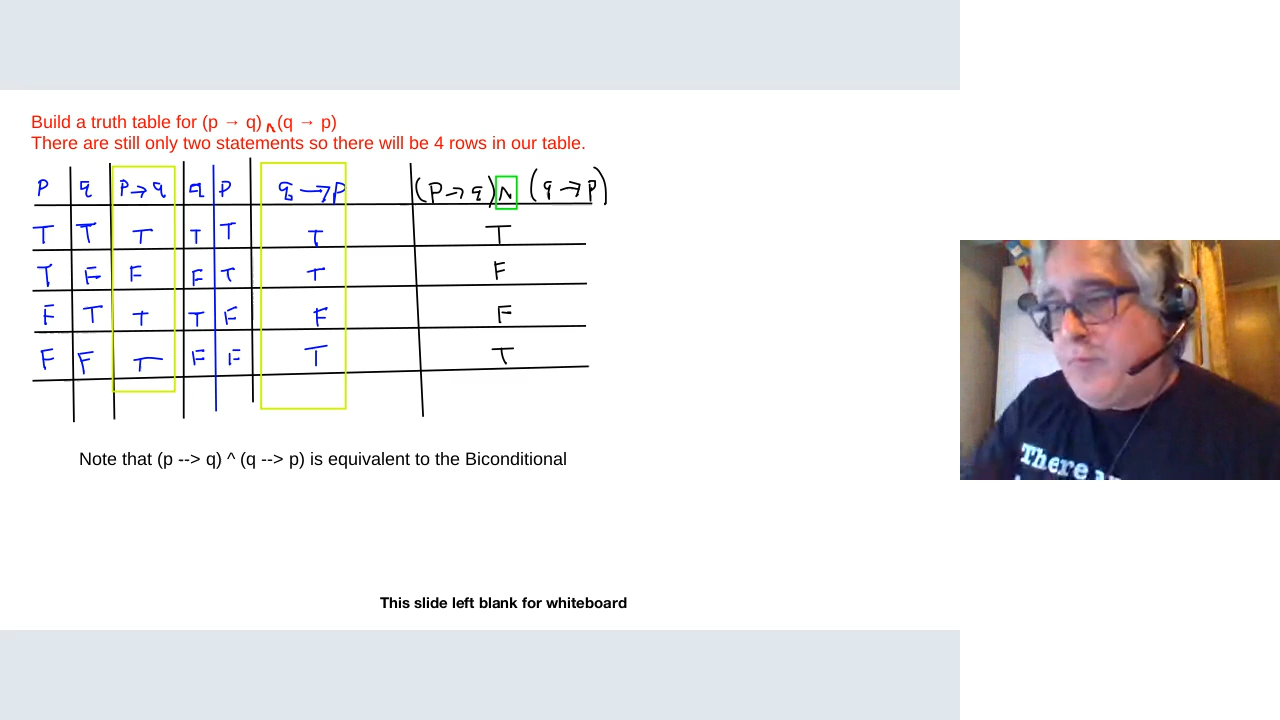 Build a truth table for (p → q) ∧ (q → p)
There are still only two statements so there will be 4 rows in our table.
P q P→q q P q→P (P→q) ∧ (q→P)
T T T T T T T
T F F F T T F
F T T T F F F
F F T F F T T
Note that (p --> q) ^ (q --> p) is equivalent to the Biconditional
This slide left blank for whiteboard
There